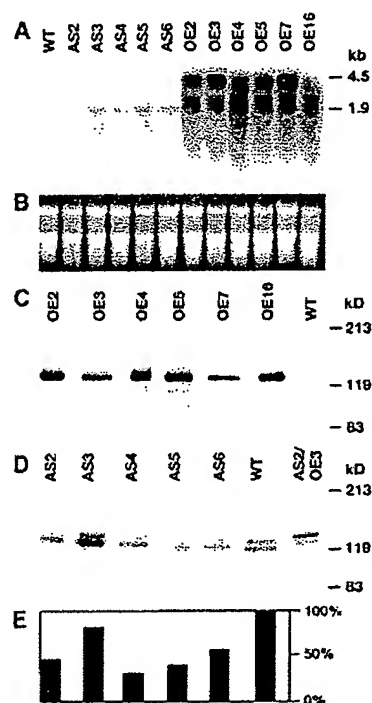 A
WT AS2 AS3 AS4 AS5 AS6 OE2 OE3 OE4 OE5 OE7 OE16
kb
4.5
1.9
B
C
OE2 OE3 OE4 OE5 OE7 OE16 WT
kD
213
119
83
D
AS2 AS3 AS4 AS5 AS6 WT AS2/OE3
kD
213
119
83
E
100%
50%
0%